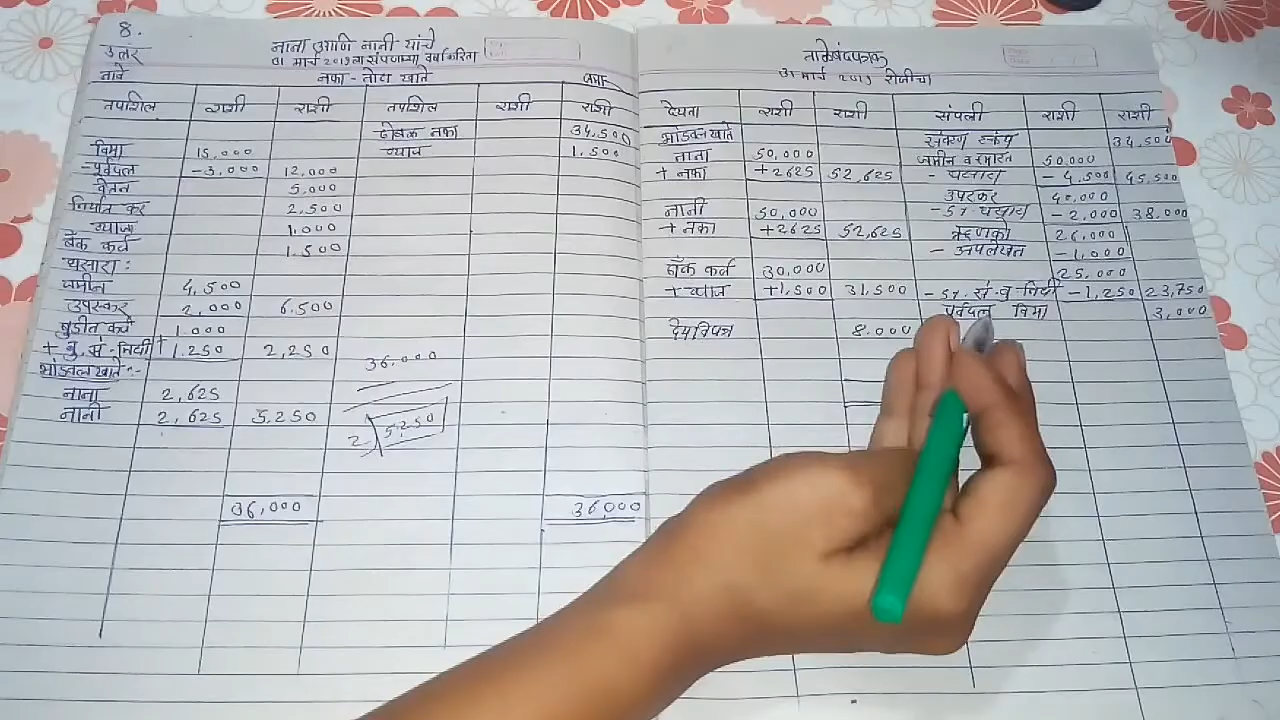 8.
उत्तर
नाना आणि नानी यांचे
31 मार्च 2019 ला संपणाऱ्या वर्षाकरिता
नावे नफा - तोटा खाते जमा
तपशिल राशी राशी तपशिल राशी राशी
ढोबळ नफा 34,500
विमा 15,000 व्याज 1,500
- पूर्वदत्त - 3,000 12,000
वेतन 5,000
निर्यात कर 2,500
व्याज 1,000
बँक कर्ज 1,500
घसारा :
जमीन 4,500
उपस्कर 2,000 6,500
बुडीत कर्ज 1,000
+ बु. सं. निधी + 1,250 2,250 36,000
भांडवल खाते :-
नाना 2,625
नानी 2,625 5,250 2 5,250
36,000 36,000
ताळेबंदपत्रक
31 मार्च 2019 रोजीचा
देयता राशी राशी संपत्ती राशी राशी
भांडवल खाते 34,500
नाना 50,000 जमीन व इमारत 50,000
+ नफा +2625 52,625 - घसारा - 4,500 45,500
उपस्कर 40,000
नानी 50,000 - 5% घसारा - 2,000 38,000
+ नफा +2625 52,625 ऋणको 26,000
- अपलेखित - 1,000
बँक कर्ज 30,000 25,000
+ व्याज +1,500 31,500 - 5% सं. बु. निधी - 1,250 23,750
पूर्वदत्त विमा 3,000
देयविपत्र 8,000